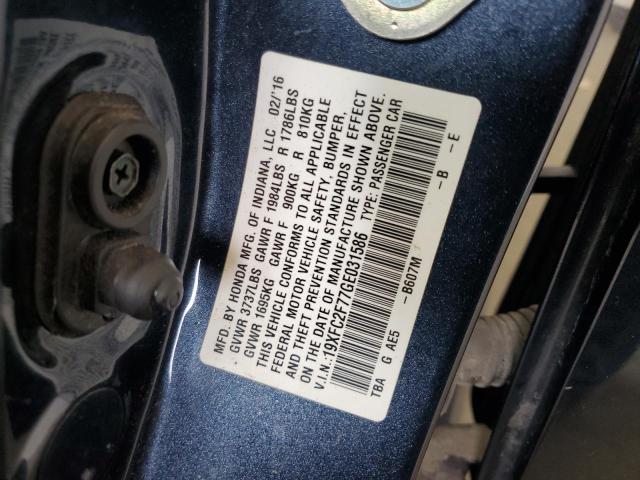 MFD. BY HONDA MFG. OF INDIANA, LLC 02/'16
GVWR 3737LBS GAWR F 1984LBS R 1786LBS
GVWR 1695KG GAWR F 900KG R 810KG
THIS VEHICLE CONFORMS TO ALL APPLICABLE
FEDERAL MOTOR VEHICLE SAFETY, BUMPER,
AND THEFT PREVENTION STANDARDS IN EFFECT
ON THE DATE OF MANUFACTURE SHOWN ABOVE.
V.I.N.:19XFC2F77GE031586 TYPE: PASSENGER CAR
TBA G AE5 -B607M -B -E